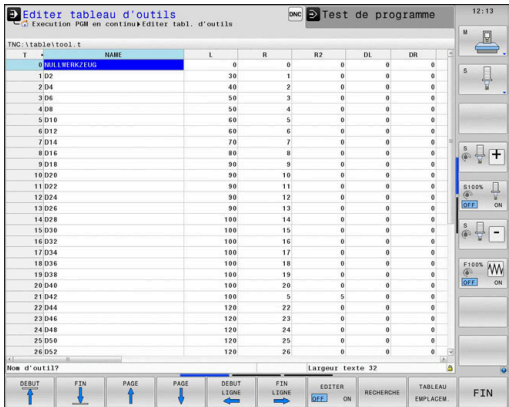 Editer tableau d'outils
Execution PGM en continu Editer tabl. d'outils
DNC
Test de programme
12:13
TNC:\table\tool.t
T NAME L R R2 DL DR
0 NULLWERKZEUG 0 0 0 0 0
1 D2 30 1 0 0 0
2 D4 40 2 0 0 0
3 D6 50 3 0 0 0
4 D8 50 4 0 0 0
5 D10 60 5 0 0 0
6 D12 60 6 0 0 0
7 D14 70 7 0 0 0
8 D16 80 8 0 0 0
9 D18 90 9 0 0 0
10 D20 90 10 0 0 0
11 D22 90 11 0 0 0
12 D24 90 12 0 0 0
13 D26 90 13 0 0 0
14 D28 100 14 0 0 0
15 D30 100 15 0 0 0
16 D32 100 16 0 0 0
17 D34 100 17 0 0 0
18 D36 100 18 0 0 0
19 D38 100 19 0 0 0
20 D40 100 20 0 0 0
21 D42 100 5 5 0 0
22 D44 120 22 0 0 0
23 D46 120 23 0 0 0
24 D48 120 24 0 0 0
25 D50 120 25 0 0 0
26 D52 120 26 0 0 0
Nom d'outil?
Largeur texte 32
M
S
S
S100%
OFF ON
S
F100%
OFF ON
DEBUT
FIN
PAGE
PAGE
DEBUT LIGNE
FIN LIGNE
EDITER
OFF ON
RECHERCHE
TABLEAU EMPLACEM.
FIN